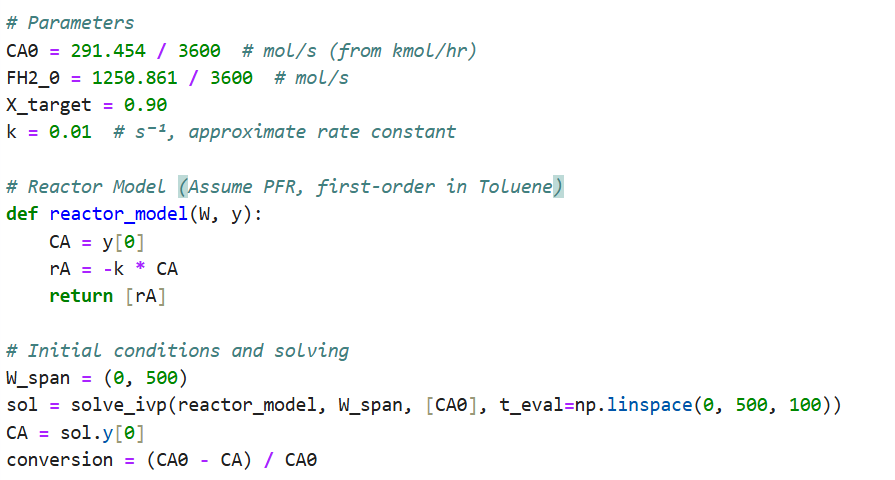 # Parameters
CA0 = 291.454 / 3600  # mol/s (from kmol/hr)
FH2_0 = 1250.861 / 3600  # mol/s
X_target = 0.90
k = 0.01  # s⁻¹, approximate rate constant

# Reactor Model (Assume PFR, first-order in Toluene)
def reactor_model(W, y):
    CA = y[0]
    rA = -k * CA
    return [rA]

# Initial conditions and solving
W_span = (0, 500)
sol = solve_ivp(reactor_model, W_span, [CA0], t_eval=np.linspace(0, 500, 100))
CA = sol.y[0]
conversion = (CA0 - CA) / CA0